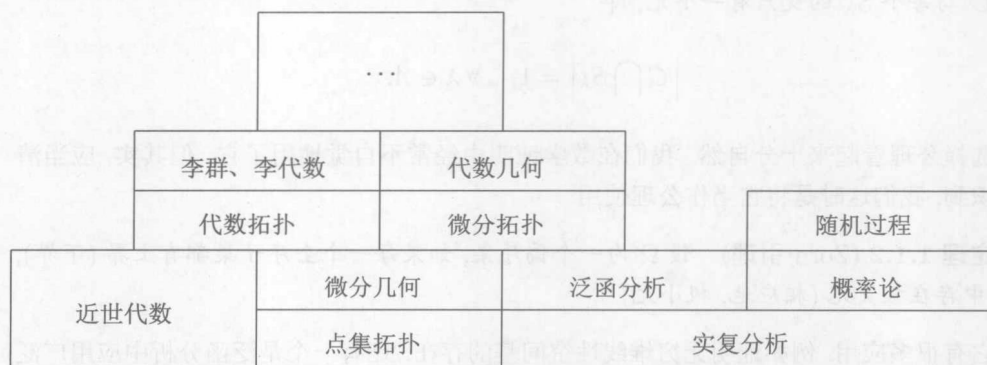 ...
李群、李代数 代数几何
代数拓扑 微分拓扑 随机过程
微分几何 泛函分析 概率论
近世代数
点集拓扑 实复分析